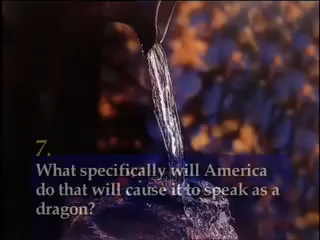 7.
What specifically will America
do that will cause it to speak as a
dragon?